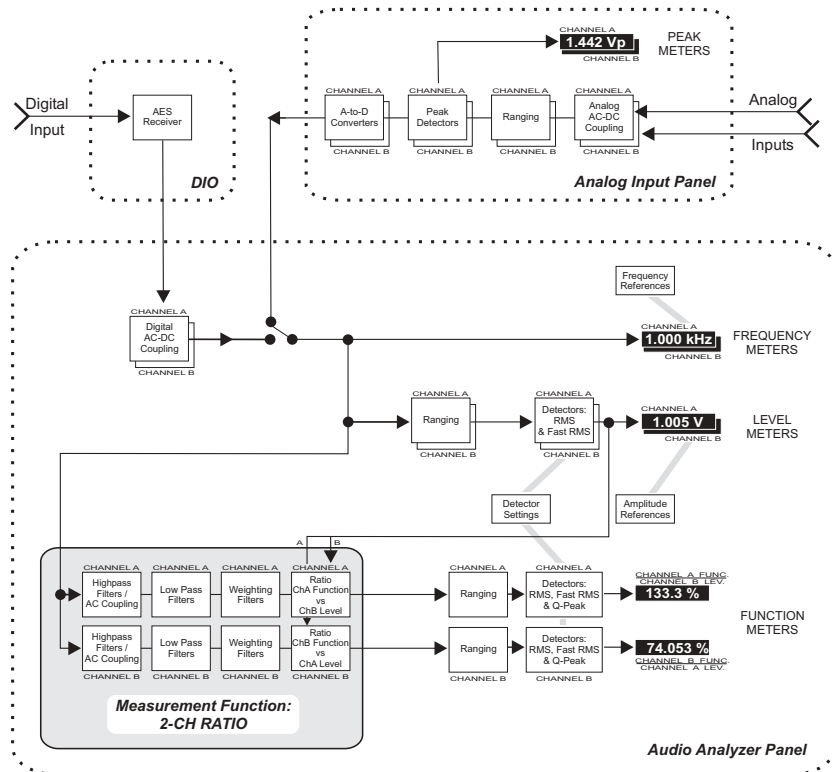 CHANNEL A
1.442 Vp
CHANNEL B
PEAK
METERS
Digital
Input
AES
Receiver
DIO
CHANNEL A
A-to-D
Converters
CHANNEL B
CHANNEL A
Peak
Detectors
CHANNEL B
CHANNEL A
Ranging
CHANNEL B
CHANNEL A
Analog
AC-DC
Coupling
CHANNEL B
Analog
Inputs
Analog Input Panel
Frequency
References
CHANNEL A
Digital
AC-DC
Coupling
CHANNEL B
CHANNEL A
1.000 kHz
CHANNEL B
FREQUENCY
METERS
CHANNEL A
Ranging
CHANNEL B
CHANNEL A
Detectors:
RMS
& Fast RMS
CHANNEL B
CHANNEL A
1.005 V
CHANNEL B
LEVEL
METERS
Detector
Settings
Amplitude
References
A B
CHANNEL A
Highpass
Filters /
AC Coupling
CHANNEL A
Low Pass
Filters
CHANNEL A
Weighting
Filters
CHANNEL A
Ratio
ChA Function
vs
ChB Level
CHANNEL A
Ranging
CHANNEL A
Detectors:
RMS, Fast RMS
& Q-Peak
CHANNEL A FUNC.
CHANNEL B LEV.
133.3 %
FUNCTION
METERS
Highpass
Filters /
AC Coupling
CHANNEL B
Low Pass
Filters
CHANNEL B
Weighting
Filters
CHANNEL B
Ratio
ChB Function
vs
ChA Level
CHANNEL B
Ranging
CHANNEL B
Detectors:
RMS, Fast RMS
& Q-Peak
CHANNEL B
74.053 %
CHANNEL B FUNC.
CHANNEL A LEV.
Measurement Function:
2-CH RATIO
Audio Analyzer Panel